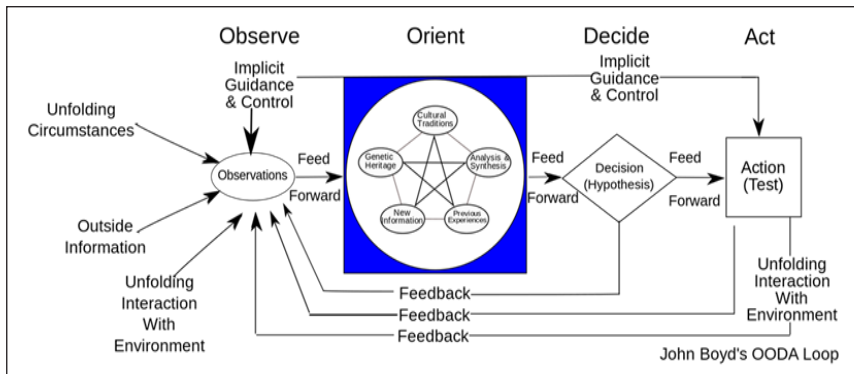 Observe
Orient
Decide
Act
Implicit
Guidance
& Control
Implicit
Guidance
& Control
Unfolding
Circumstances
Observations
Feed
Forward
Cultural
Traditions
Genetic
Heritage
Analysis &
Synthesis
New
Information
Previous
Experiences
Feed
Forward
Decision
(Hypothesis)
Feed
Forward
Action
(Test)
Outside
Information
Unfolding
Interaction
With
Environment
Feedback
Feedback
Feedback
Unfolding
Interaction
With
Environment
John Boyd's OODA Loop